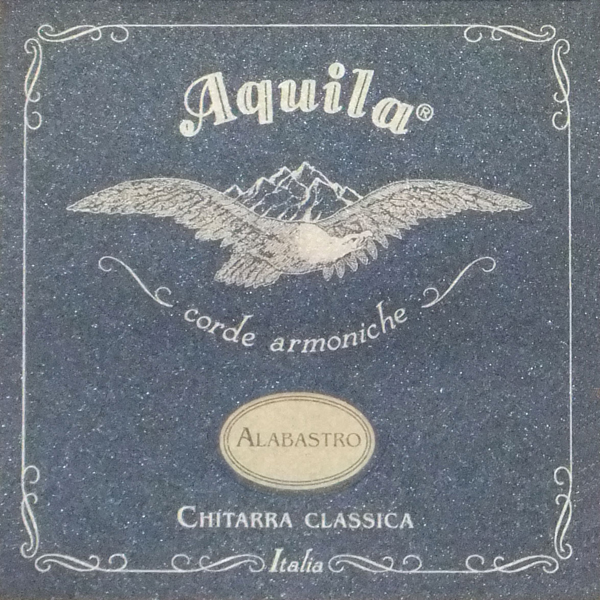 Aquila®
corde armoniche
ALABASTRO
CHITARRA CLASSICA
Italia